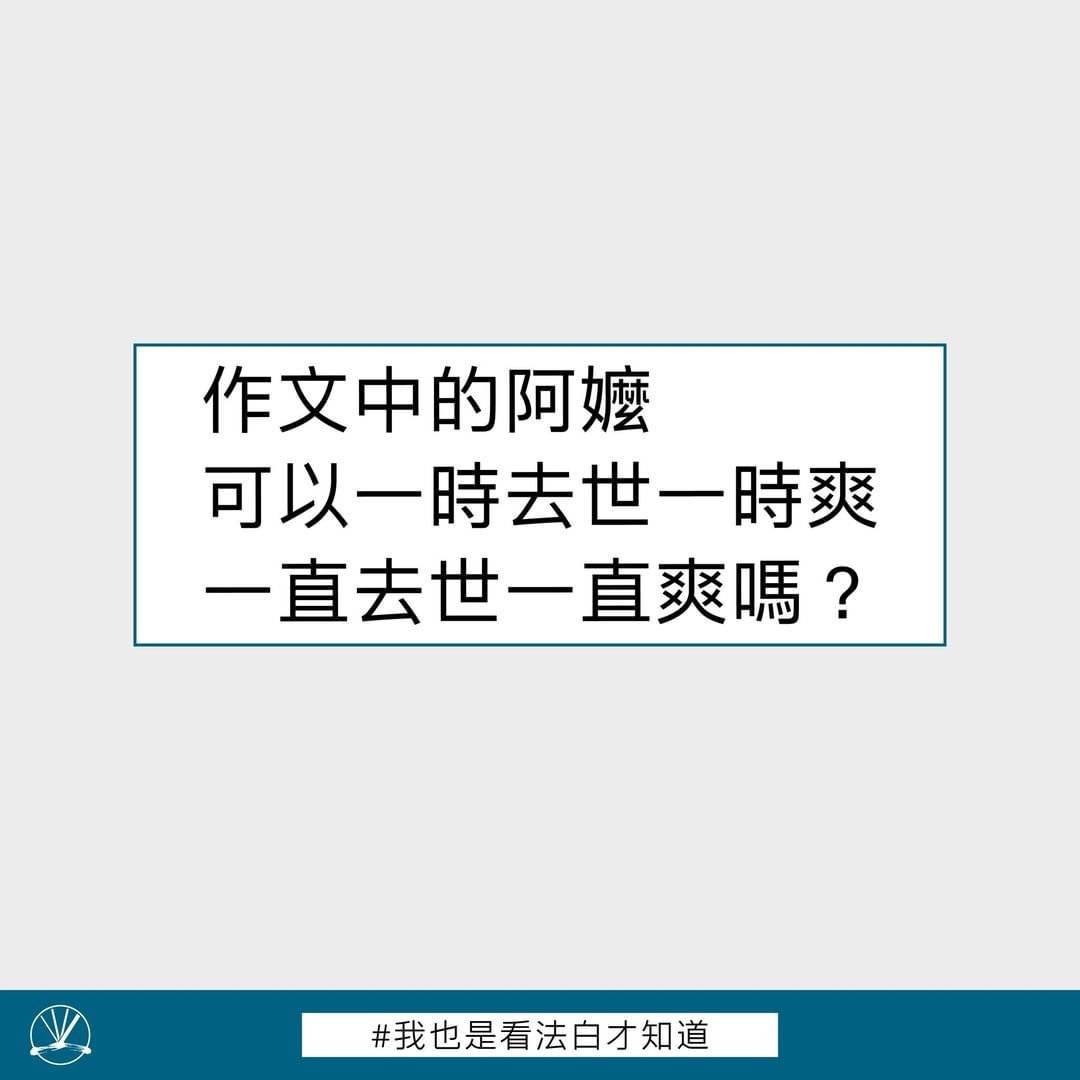 作文中的阿嬤
可以一時去世一時爽
一直去世一直爽嗎？
#我也是看法白才知道